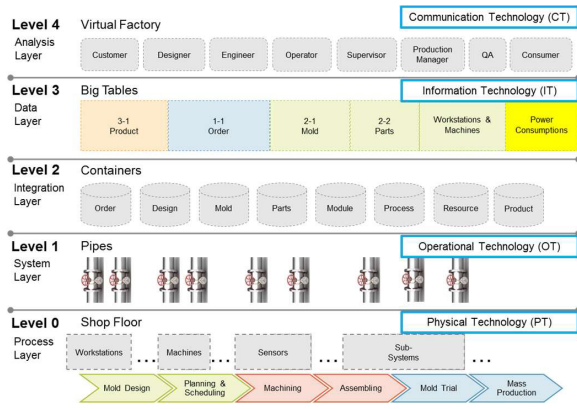 Level 4
Analysis
Layer
Virtual Factory
Communication Technology (CT)
Customer
Designer
Engineer
Operator
Supervisor
Production
Manager
QA
Consumer
Level 3
Data
Layer
Big Tables
Information Technology (IT)
3-1
Product
1-1
Order
2-1
Mold
2-2
Parts
Workstations &
Machines
Power
Consumptions
Level 2
Integration
Layer
Containers
Order
Design
Mold
Parts
Module
Process
Resource
Product
Level 1
System
Layer
Pipes
Operational Technology (OT)
Level 0
Process
Layer
Shop Floor
Physical Technology (PT)
Workstations
...
Machines
...
Sensors
...
Sub-
Systems
...
Mold Design
Planning &
Scheduling
Machining
Assembling
Mold Trial
Mass
Production